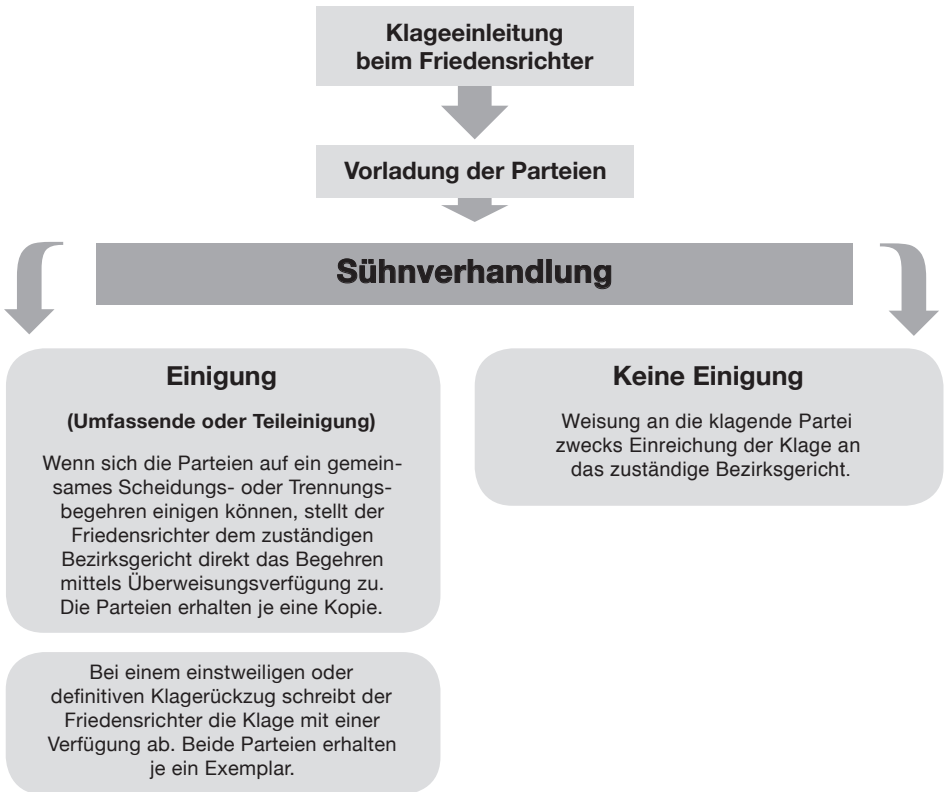 Klageeinleitung
beim Friedensrichter
Vorladung der Parteien
Sühnverhandlung
Einigung
(Umfassende oder Teileinigung)
Wenn sich die Parteien auf ein gemein-
sames Scheidungs- oder Trennungs-
begehren einigen können, stellt der
Friedensrichter dem zuständigen
Bezirksgericht direkt das Begehren
mittels Überweisungsverfügung zu.
Die Parteien erhalten je eine Kopie.
Bei einem einstweiligen oder
definitiven Klagerückzug schreibt der
Friedensrichter die Klage mit einer
Verfügung ab. Beide Parteien erhalten
je ein Exemplar.
Keine Einigung
Weisung an die klagende Partei
zwecks Einreichung der Klage an
das zuständige Bezirksgericht.